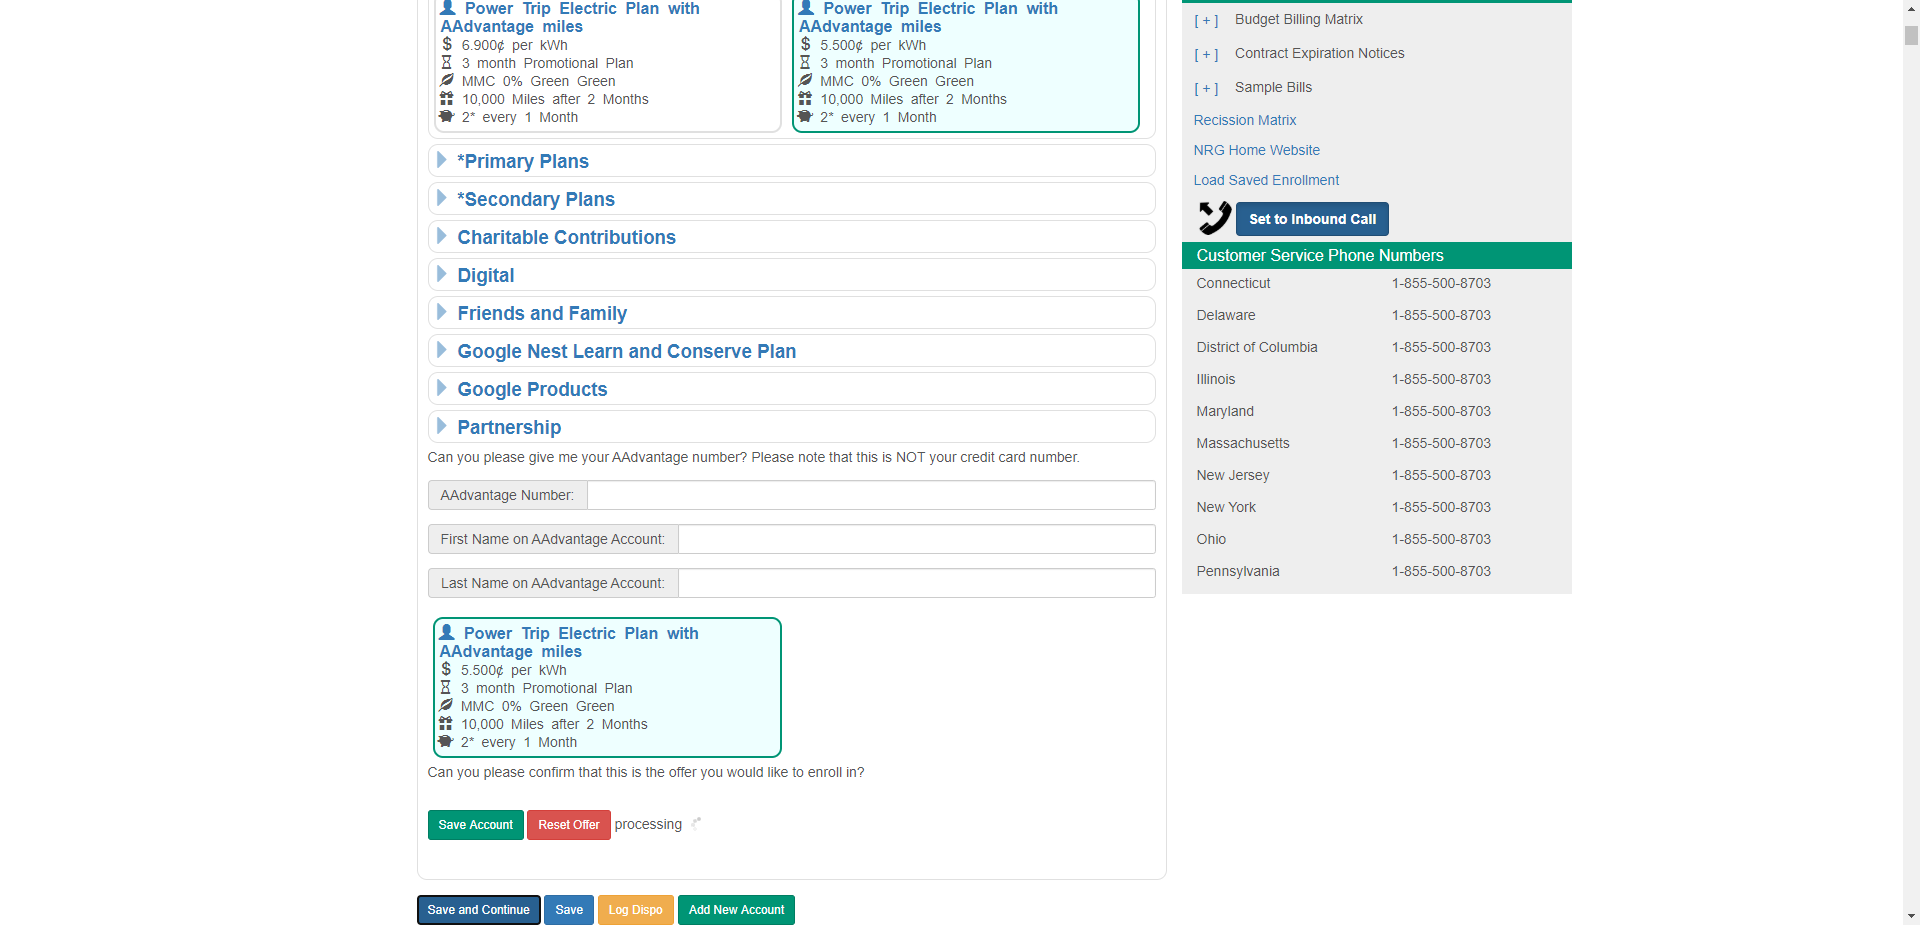 Power Trip Electric Plan with
AAdvantage miles
6.900¢ per kWh
3 month Promotional Plan
MMC 0% Green Green
10,000 Miles after 2 Months
2* every 1 Month
Power Trip Electric Plan with
AAdvantage miles
5.500¢ per kWh
3 month Promotional Plan
MMC 0% Green Green
10,000 Miles after 2 Months
2* every 1 Month
*Primary Plans
*Secondary Plans
Charitable Contributions
Digital
Friends and Family
Google Nest Learn and Conserve Plan
Google Products
Partnership
Can you please give me your AAdvantage number? Please note that this is NOT your credit card number.
AAdvantage Number:
First Name on AAdvantage Account:
Last Name on AAdvantage Account:
Power Trip Electric Plan with
AAdvantage miles
5.500¢ per kWh
3 month Promotional Plan
MMC 0% Green Green
10,000 Miles after 2 Months
2* every 1 Month
Can you please confirm that this is the offer you would like to enroll in?
Save Account Reset Offer processing
Save and Continue Save Log Dispo Add New Account
[ + ] Budget Billing Matrix
[ + ] Contract Expiration Notices
[ + ] Sample Bills
Recission Matrix
NRG Home Website
Load Saved Enrollment
Set to Inbound Call
Customer Service Phone Numbers
Connecticut 1-855-500-8703
Delaware 1-855-500-8703
District of Columbia 1-855-500-8703
Illinois 1-855-500-8703
Maryland 1-855-500-8703
Massachusetts 1-855-500-8703
New Jersey 1-855-500-8703
New York 1-855-500-8703
Ohio 1-855-500-8703
Pennsylvania 1-855-500-8703